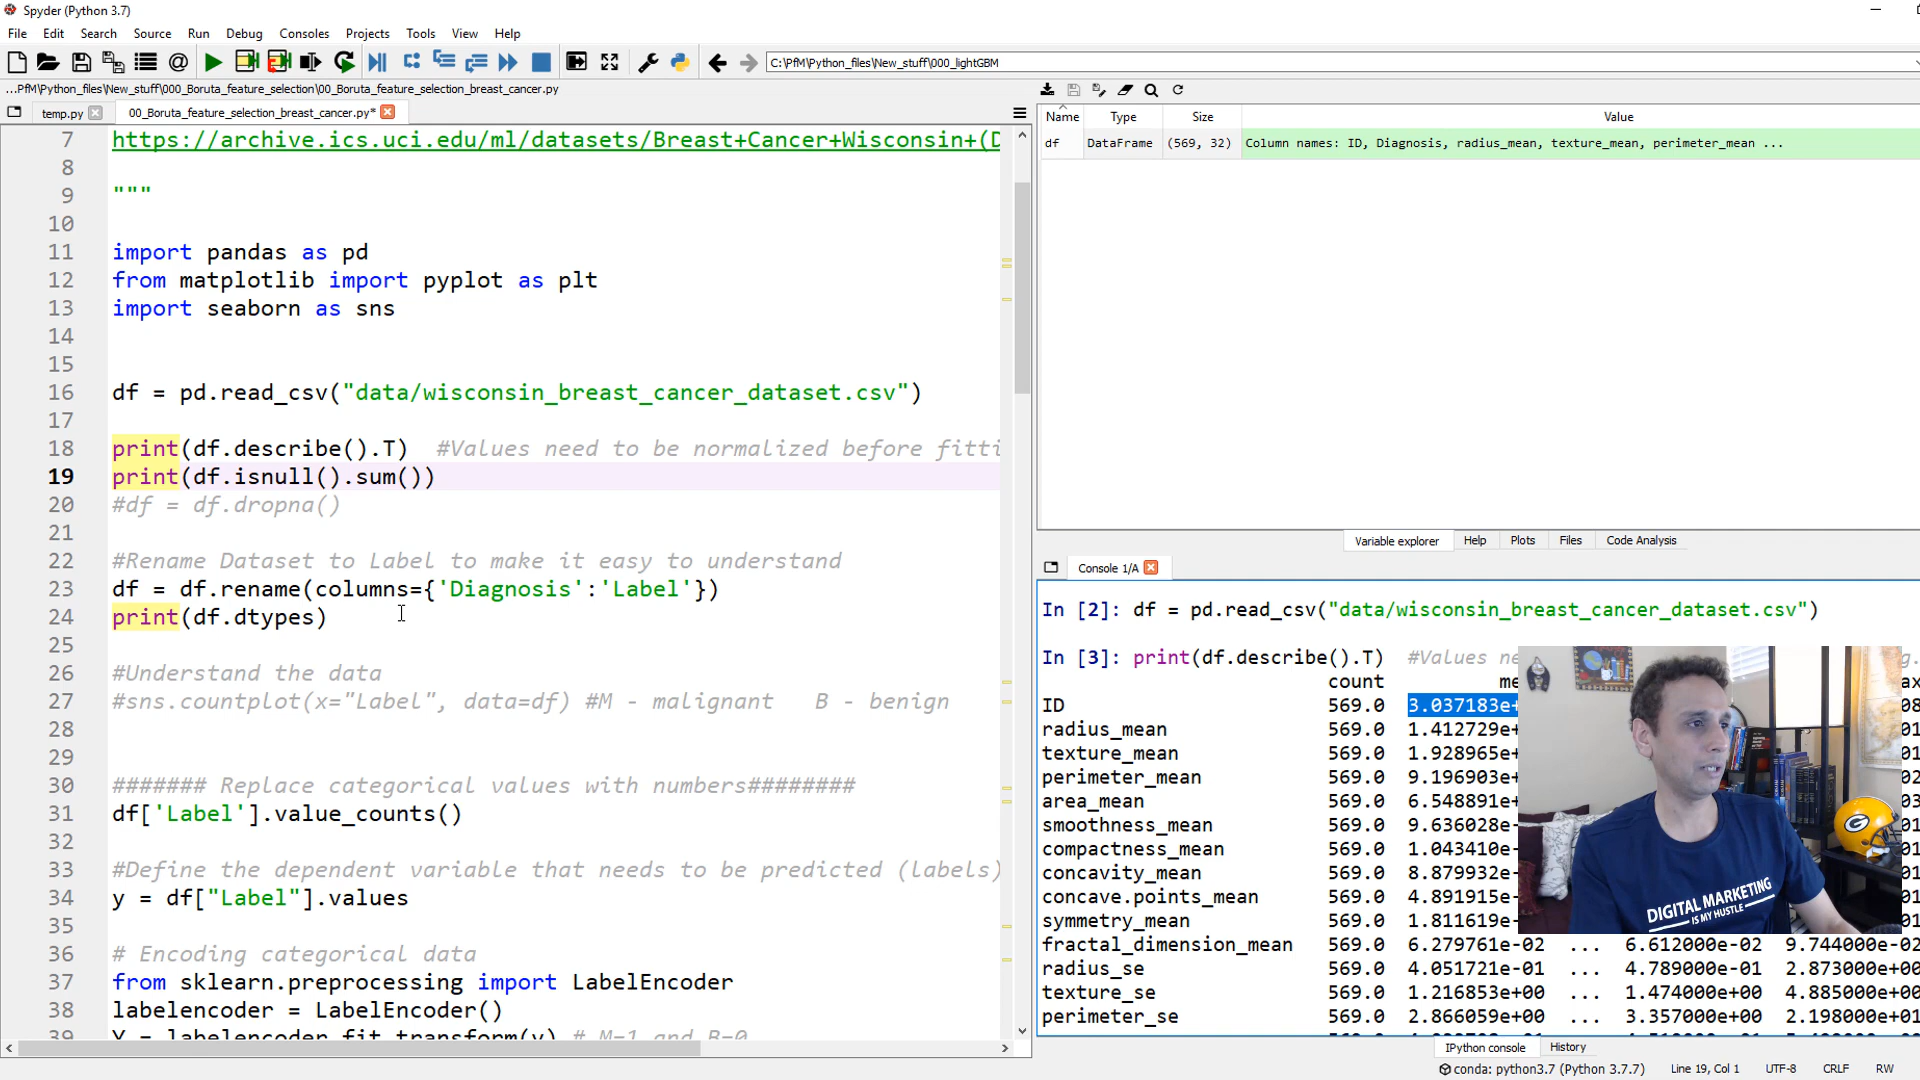 Spyder (Python 3.7)
File Edit Search Source Run Debug Consoles Projects Tools View Help
C:\PfM\Python_files\New_stuff\000_lightGBM
...PfM\Python_files\New_stuff\000_Boruta_feature_selection\00_Boruta_feature_selection_breast_cancer.py
temp.py 00_Boruta_feature_selection_breast_cancer.py*
7 https://archive.ics.uci.edu/ml/datasets/Breast+Cancer+Wisconsin+(D
8
9 """
10
11 import pandas as pd
12 from matplotlib import pyplot as plt
13 import seaborn as sns
14
15
16 df = pd.read_csv("data/wisconsin_breast_cancer_dataset.csv")
17
18 print(df.describe().T)  #Values need to be normalized before fitti
19 print(df.isnull().sum())
20 #df = df.dropna()
21
22 #Rename Dataset to Label to make it easy to understand
23 df = df.rename(columns={'Diagnosis':'Label'})
24 print(df.dtypes)
25
26 #Understand the data
27 #sns.countplot(x="Label", data=df) #M - malignant   B - benign
28
29
30 ####### Replace categorical values with numbers########
31 df['Label'].value_counts()
32
33 #Define the dependent variable that needs to be predicted (labels)
34 y = df["Label"].values
35
36 # Encoding categorical data
37 from sklearn.preprocessing import LabelEncoder
38 labelencoder = LabelEncoder()
39 Y = labelencoder.fit_transform(y) # M=1 and B=0
Name Type Size Value
df DataFrame (569, 32) Column names: ID, Diagnosis, radius_mean, texture_mean, perimeter_mean ...
Variable explorer Help Plots Files Code Analysis
Console 1/A
In [2]: df = pd.read_csv("data/wisconsin_breast_cancer_dataset.csv")
In [3]: print(df.describe().T)  #Values ne
count me ax
ID 569.0 3.037183e+ 08
radius_mean 569.0 1.412729e+ 01
texture_mean 569.0 1.928965e+ 01
perimeter_mean 569.0 9.196903e+ 02
area_mean 569.0 6.548891e+ 03
smoothness_mean 569.0 9.636028e- 01
compactness_mean 569.0 1.043410e- 01
concavity_mean 569.0 8.879932e- 01
concave.points_mean 569.0 4.891915e- 01
symmetry_mean 569.0 1.811619e- 01
fractal_dimension_mean 569.0 6.279761e-02 ... 6.612000e-02 9.744000e-02
radius_se 569.0 4.051721e-01 ... 4.789000e-01 2.873000e+00
texture_se 569.0 1.216853e+00 ... 1.474000e+00 4.885000e+00
perimeter_se 569.0 2.866059e+00 ... 3.357000e+00 2.198000e+01
DIGITAL MARKETING
IS MY HUSTLE
IPython console History
conda: python3.7 (Python 3.7.7) Line 19, Col 1 UTF-8 CRLF RW